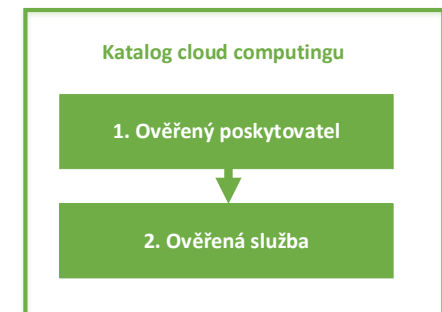 Katalog cloud computingu
1. Ověřený poskytovatel
2. Ověřená služba